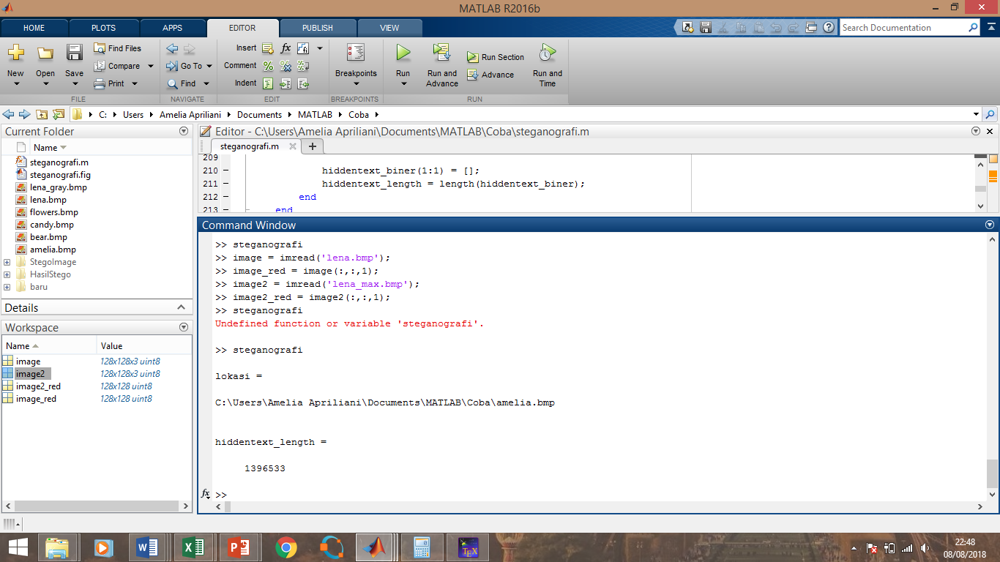 MATLAB R2016b
HOME PLOTS APPS EDITOR PUBLISH VIEW
Search Documentation
New Open Save
Find Files
Compare
Print
FILE
Go To
Find
NAVIGATE
Insert fx
Comment
Indent
EDIT
Breakpoints
BREAKPOINTS
Run
Run and Advance
Run Section
Advance
Run and Time
RUN
C: Users Amelia Apriliani Documents MATLAB Coba
Current Folder
Name
steganografi.m
steganografi.fig
lena_gray.bmp
lena.bmp
flowers.bmp
candy.bmp
bear.bmp
amelia.bmp
StegoImage
HasilStego
baru
Details
Workspace
Name Value
image 128x128x3 uint8
image2 128x128x3 uint8
image2_red 128x128 uint8
image_red 128x128 uint8
Editor - C:\Users\Amelia Apriliani\Documents\MATLAB\Coba\steganografi.m
steganografi.m
209
210 – hiddentext_biner(1:1) = [];
211 – hiddentext_length = length(hiddentext_biner);
212 – end
213 – end
Command Window
>> steganografi
>> image = imread('lena.bmp');
>> image_red = image(:,:,1);
>> image2 = imread('lena_max.bmp');
>> image2_red = image2(:,:,1);
>> steganografi
Undefined function or variable 'steganografi'.
>> steganografi
lokasi =
C:\Users\Amelia Apriliani\Documents\MATLAB\Coba\amelia.bmp
hiddentext_length =
1396533
fx >>
22:48
08/08/2018